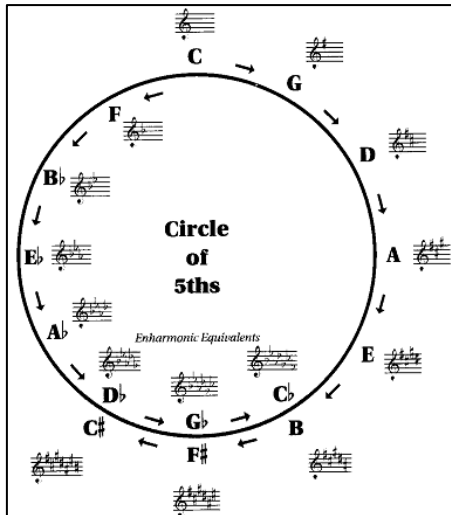 C
G
F
D
B♭
Circle
of
5ths
E♭
A
A♭
Enharmonic Equivalents
E
D♭
C♭
G♭
C♯
B
F♯